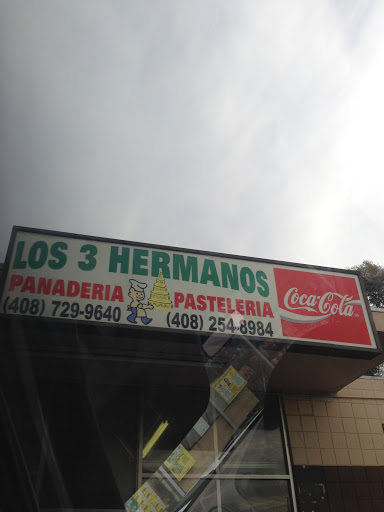 LOS 3 HERMANOS
PANADERIA PASTELERIA
(408) 729-9640 (408) 254-8984
Coca-Cola